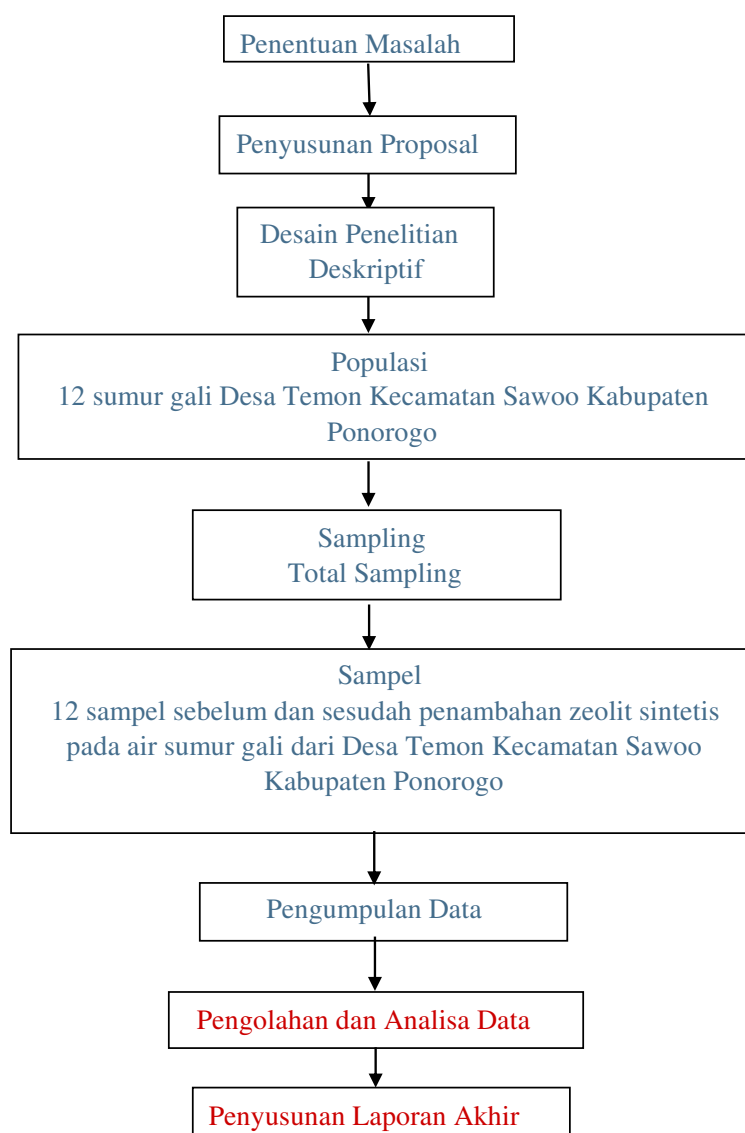 Penentuan Masalah
Penyusunan Proposal
Desain Penelitian
Deskriptif
Populasi
12 sumur gali Desa Temon Kecamatan Sawoo Kabupaten
Ponorogo
Sampling
Total Sampling
Sampel
12 sampel sebelum dan sesudah penambahan zeolit sintetis
pada air sumur gali dari Desa Temon Kecamatan Sawoo
Kabupaten Ponorogo
Pengumpulan Data
Pengolahan dan Analisa Data
Penyusunan Laporan Akhir